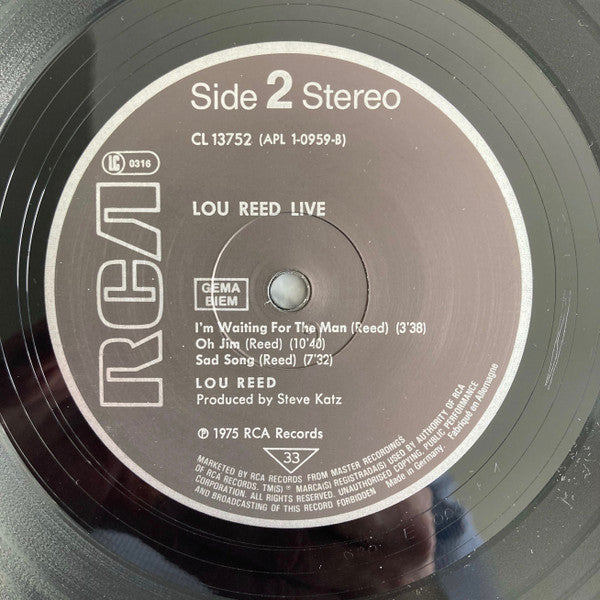 Side 2 Stereo
CL 13752 (APL 1-0959-B)
LC 0316
RCA
LOU REED LIVE
GEMA
BIEM
I'm Waiting For The Man (Reed) (3'38)
Oh Jim (Reed) (10'40)
Sad Song (Reed) (7'32)
LOU REED
Produced by Steve Katz
℗ 1975 RCA Records
33
MARKETED BY RCA RECORDS FROM MASTER RECORDINGS
OF RCA RECORDS. TM(S) ® MARCA(S) REGISTRADA(S) USED BY AUTHORITY OF RCA
CORPORATION. ALL RIGHTS RESERVED. UNAUTHORISED COPYING, PUBLIC PERFORMANCE
AND BROADCASTING OF THIS RECORD FORBIDDEN
Made in Germany. Fabriqué en Allemagne